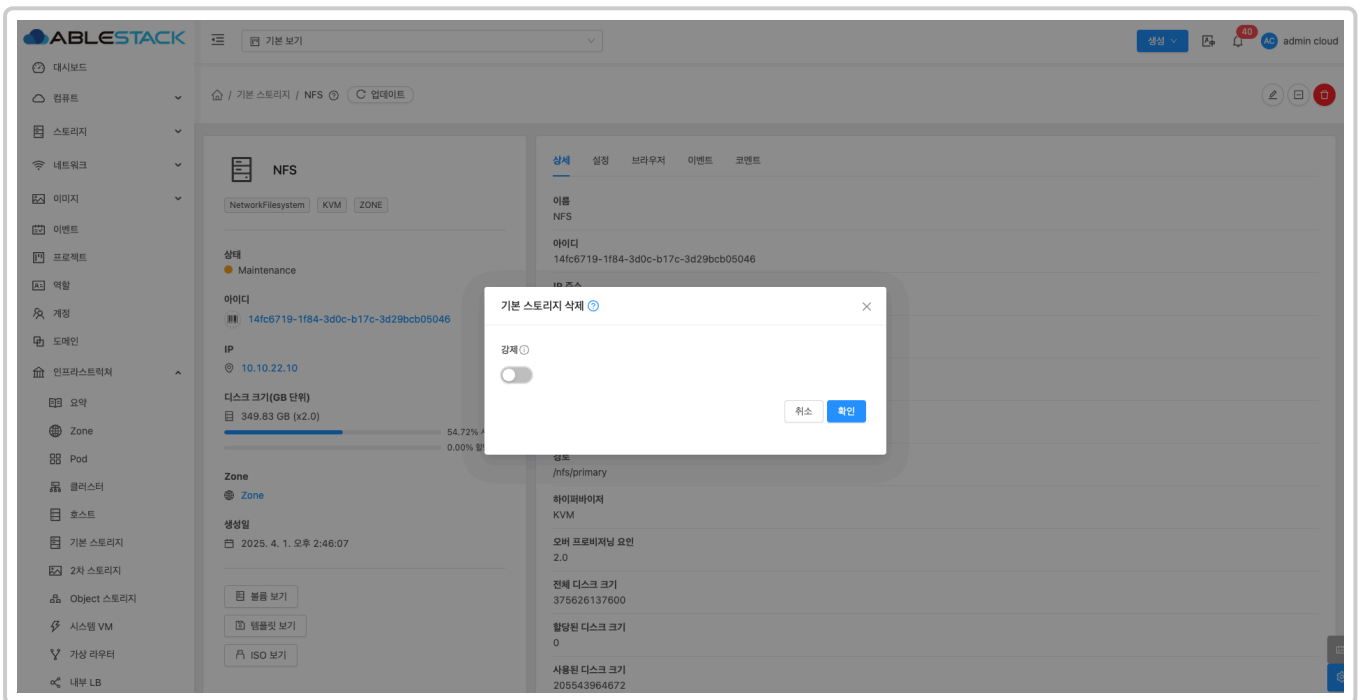 ABLESTACK
기본 보기
생성
40
AC
admin cloud
대시보드
컴퓨트
스토리지
네트워크
이미지
이벤트
프로젝트
역할
계정
도메인
인프라스트럭쳐
요약
Zone
Pod
클러스터
호스트
기본 스토리지
2차 스토리지
Object 스토리지
시스템 VM
가상 라우터
내부 LB
/ 기본 스토리지 / NFS
업데이트
NFS
NetworkFilesystem KVM ZONE
상태
Maintenance
아이디
14fc6719-1f84-3d0c-b17c-3d29bcb05046
IP
10.10.22.10
디스크 크기(GB 단위)
349.83 GB (x2.0)
54.72%
0.00%
Zone
Zone
생성일
2025. 4. 1. 오후 2:46:07
볼륨 보기
템플릿 보기
ISO 보기
상세 설정 브라우저 이벤트 코멘트
이름
NFS
아이디
14fc6719-1f84-3d0c-b17c-3d29bcb05046
IP 주소
기본 스토리지 삭제
강제
취소 확인
경로
/nfs/primary
하이퍼바이저
KVM
오버 프로비저닝 요인
2.0
전체 디스크 크기
375626137600
할당된 디스크 크기
0
사용된 디스크 크기
205543964672